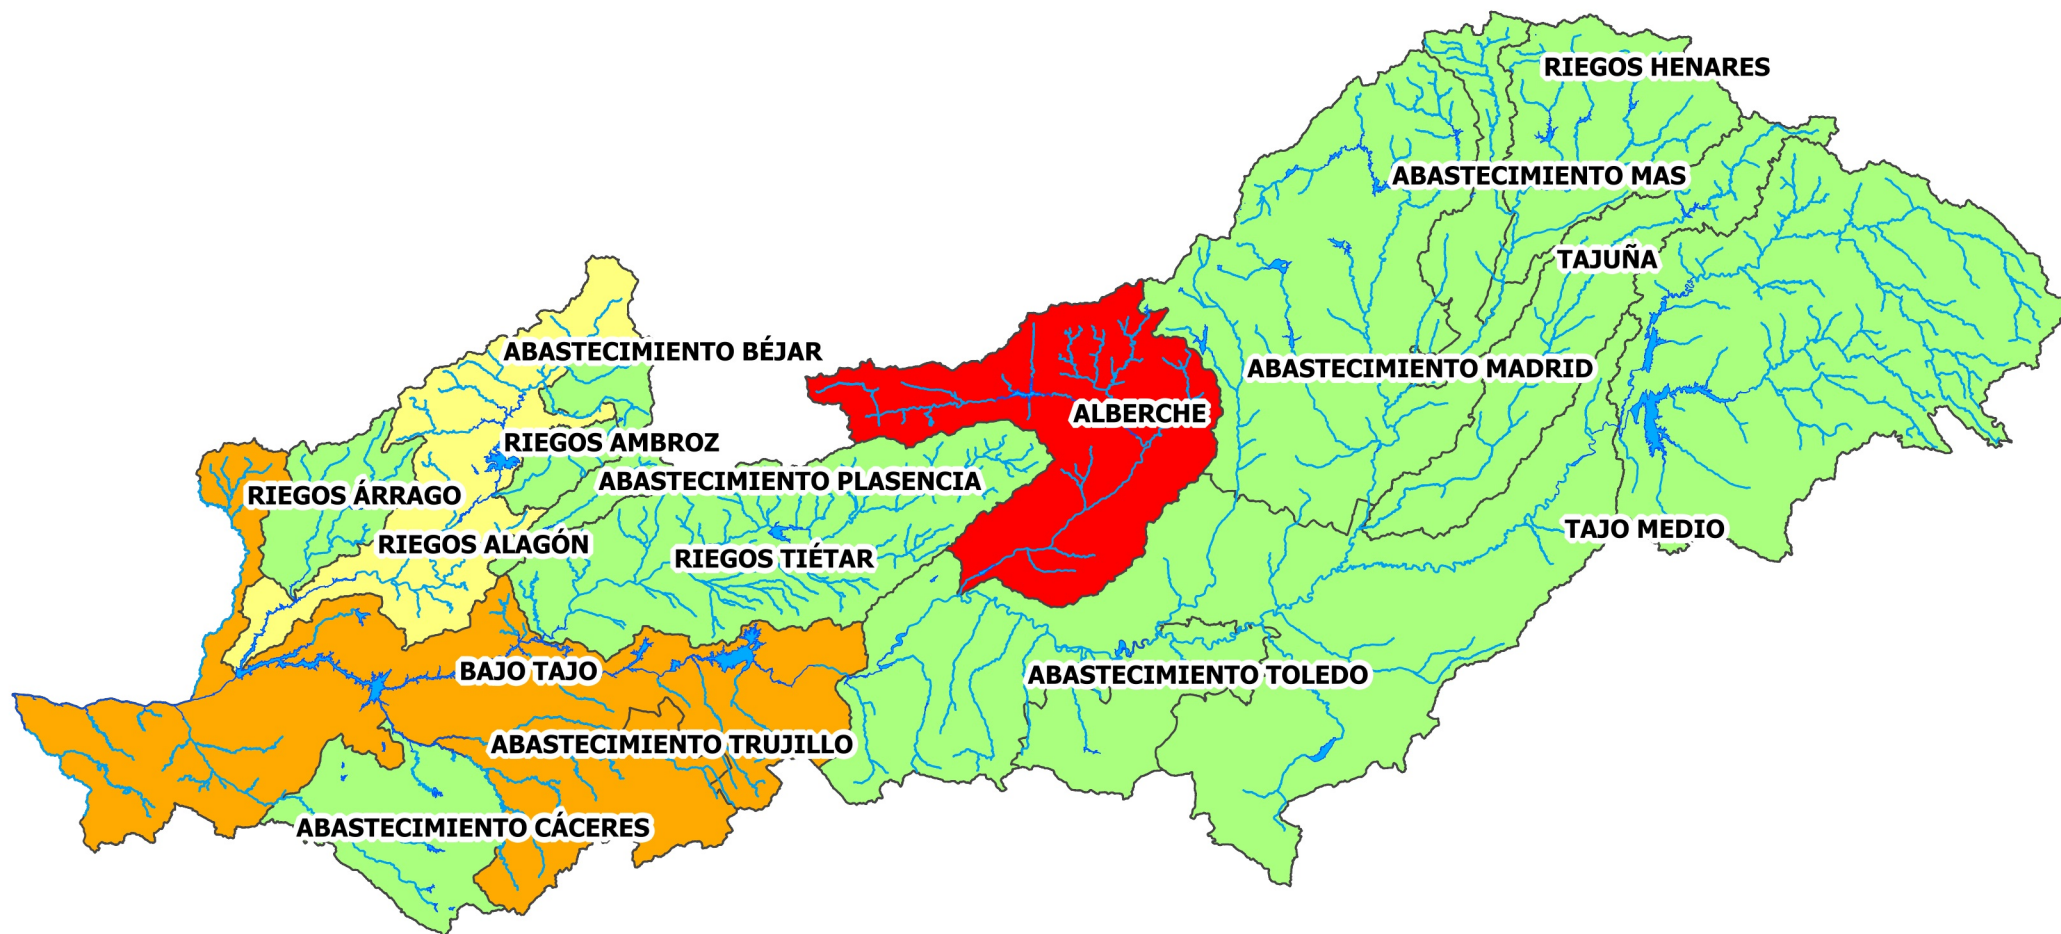 RIEGOS HENARES
ABASTECIMIENTO MAS
TAJUÑA
ABASTECIMIENTO BÉJAR
ABASTECIMIENTO MADRID
ALBERCHE
RIEGOS AMBROZ
ABASTECIMIENTO PLASENCIA
RIEGOS ÁRRAGO
TAJO MEDIO
RIEGOS ALAGÓN
RIEGOS TIÉTAR
BAJO TAJO
ABASTECIMIENTO TOLEDO
ABASTECIMIENTO TRUJILLO
ABASTECIMIENTO CÁCERES